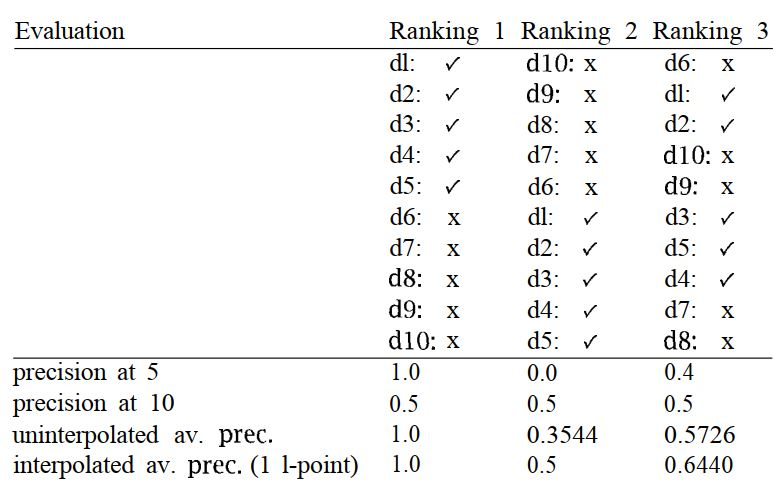 Evaluation Ranking 1 Ranking 2 Ranking 3
dl: ✓ d10: x d6: x
d2: ✓ d9: x dl: ✓
d3: ✓ d8: x d2: ✓
d4: ✓ d7: x d10: x
d5: ✓ d6: x d9: x
d6: x dl: ✓ d3: ✓
d7: x d2: ✓ d5: ✓
d8: x d3: ✓ d4: ✓
d9: x d4: ✓ d7: x
d10: x d5: ✓ d8: x
precision at 5 1.0 0.0 0.4
precision at 10 0.5 0.5 0.5
uninterpolated av. prec. 1.0 0.3544 0.5726
interpolated av. prec. (1 l-point) 1.0 0.5 0.6440